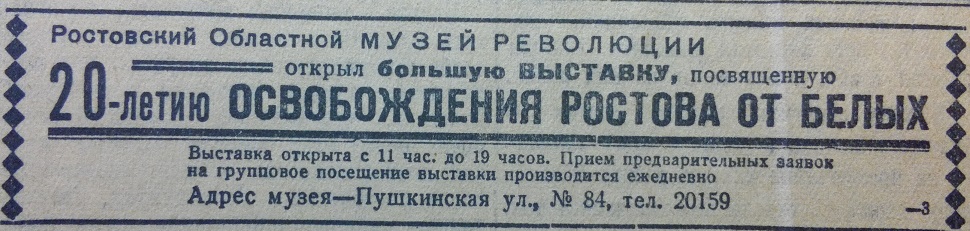 Ростовский Областной МУЗЕЙ РЕВОЛЮЦИИ
открыл большую ВЫСТАВКУ, посвященную
20-летию ОСВОБОЖДЕНИЯ РОСТОВА ОТ БЕЛЫХ
Выставка открыта с 11 час. до 19 часов. Прием предварительных заявок
на групповое посещение выставки производится ежедневно
Адрес музея—Пушкинская ул., № 84, тел. 20159
—3